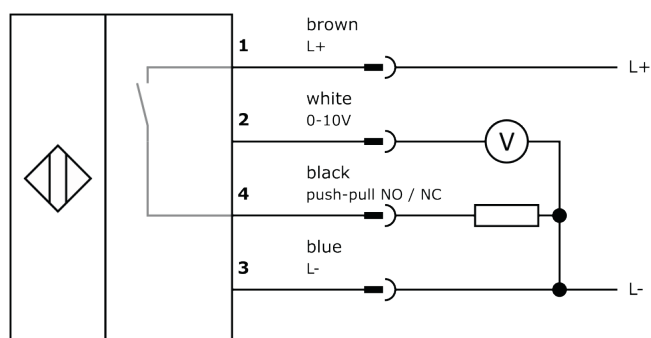 brown
1 L+
L+
white
2 0-10V
V
black
4 push-pull NO / NC
blue
3 L-
L-